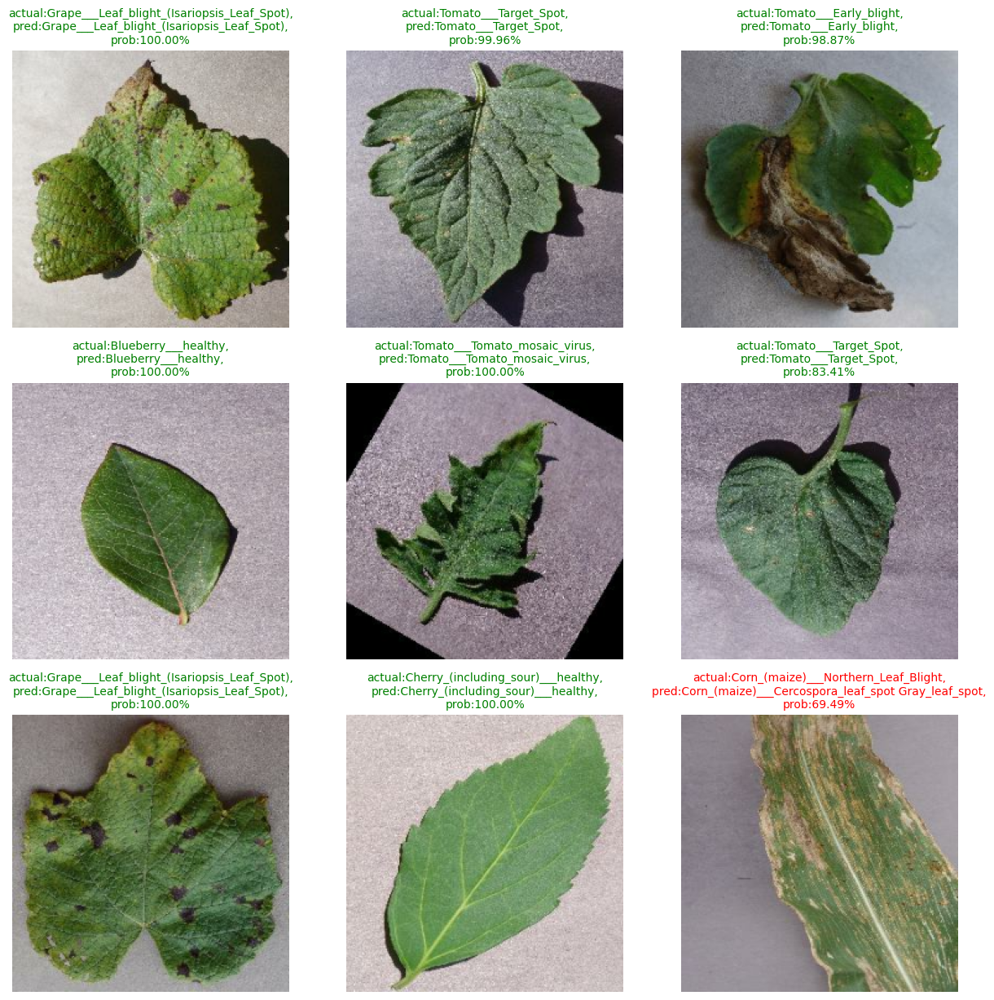 actual:Grape___Leaf_blight_(Isariopsis_Leaf_Spot),
pred:Grape___Leaf_blight_(Isariopsis_Leaf_Spot),
prob:100.00%
actual:Tomato___Target_Spot,
pred:Tomato___Target_Spot,
prob:99.96%
actual:Tomato___Early_blight,
pred:Tomato___Early_blight,
prob:98.87%
actual:Blueberry___healthy,
pred:Blueberry___healthy,
prob:100.00%
actual:Tomato___Tomato_mosaic_virus,
pred:Tomato___Tomato_mosaic_virus,
prob:100.00%
actual:Tomato___Target_Spot,
pred:Tomato___Target_Spot,
prob:83.41%
actual:Grape___Leaf_blight_(Isariopsis_Leaf_Spot),
pred:Grape___Leaf_blight_(Isariopsis_Leaf_Spot),
prob:100.00%
actual:Cherry_(including_sour)___healthy,
pred:Cherry_(including_sour)___healthy,
prob:100.00%
actual:Corn_(maize)___Northern_Leaf_Blight,
pred:Corn_(maize)___Cercospora_leaf_spot Gray_leaf_spot,
prob:69.49%